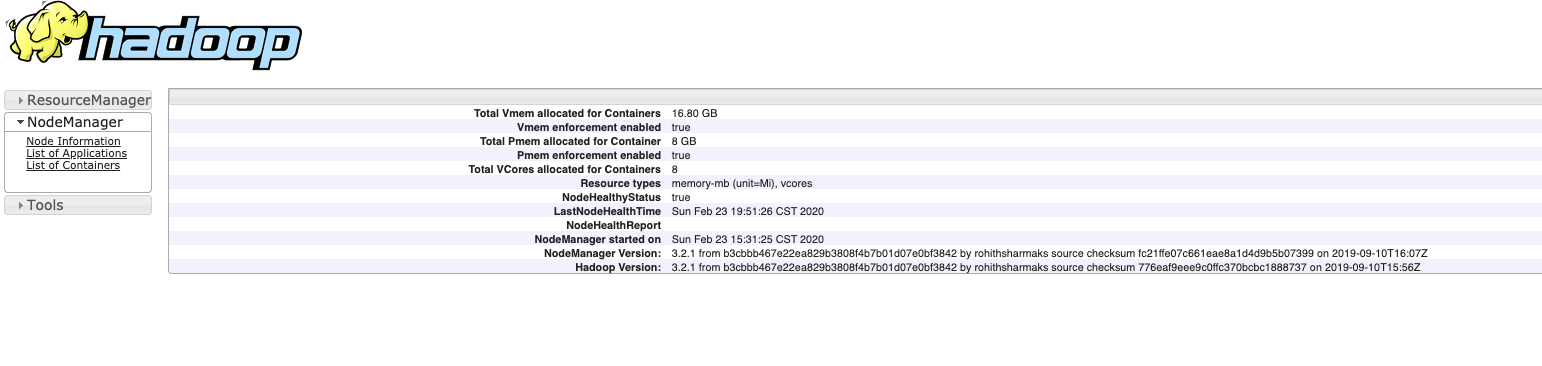 hadoop
ResourceManager
NodeManager
Node Information
List of Applications
List of Containers
Tools
Total Vmem allocated for Containers 16.80 GB
Vmem enforcement enabled true
Total Pmem allocated for Container 8 GB
Pmem enforcement enabled true
Total VCores allocated for Containers 8
Resource types memory-mb (unit=Mi), vcores
NodeHealthyStatus true
LastNodeHealthTime Sun Feb 23 19:51:26 CST 2020
NodeHealthReport
NodeManager started on Sun Feb 23 15:31:25 CST 2020
NodeManager Version: 3.2.1 from b3cbbb467e22ea829b3808f4b7b01d07e0bf3842 by rohithsharmaks source checksum fc21ffe07c661eae8a1d4d9b5b07399 on 2019-09-10T16:07Z
Hadoop Version: 3.2.1 from b3cbbb467e22ea829b3808f4b7b01d07e0bf3842 by rohithsharmaks source checksum 776eaf9eee9c0ffc370bcbc1888737 on 2019-09-10T15:56Z